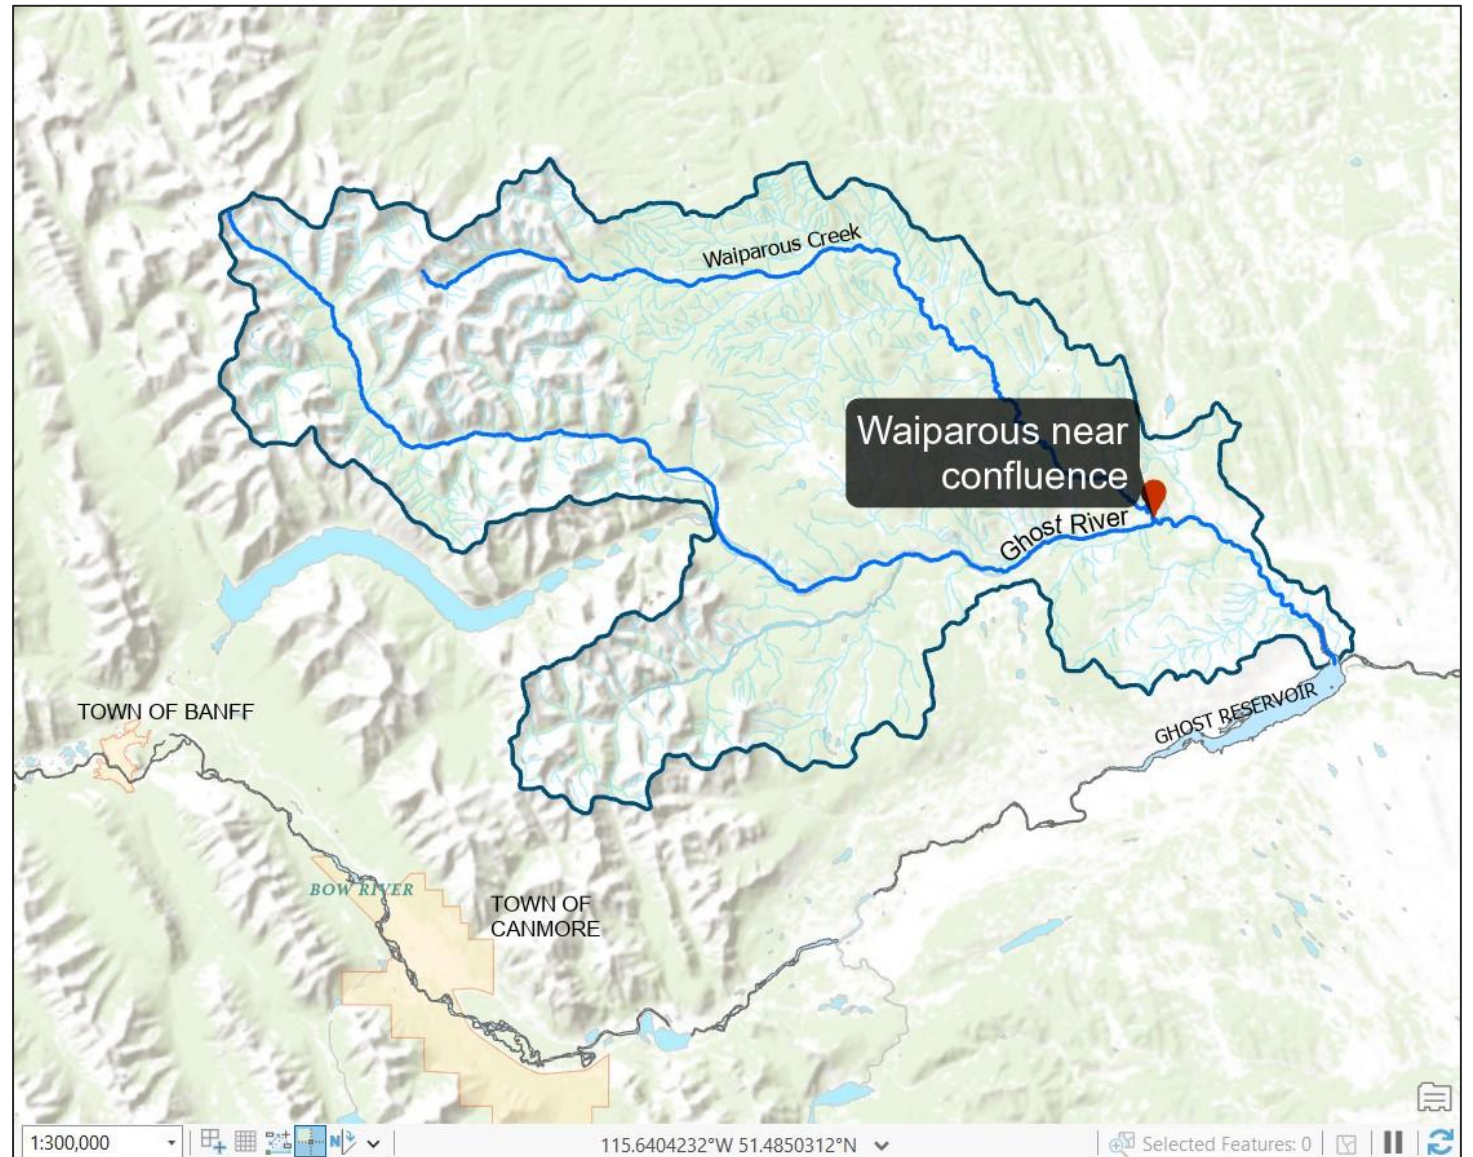 Waiparous Creek
Waiparous near
confluence
Ghost River
TOWN OF BANFF
GHOST RESERVOIR
BOW RIVER
TOWN OF
CANMORE
1:300,000
N
115.6404232°W 51.4850312°N
Selected Features: 0